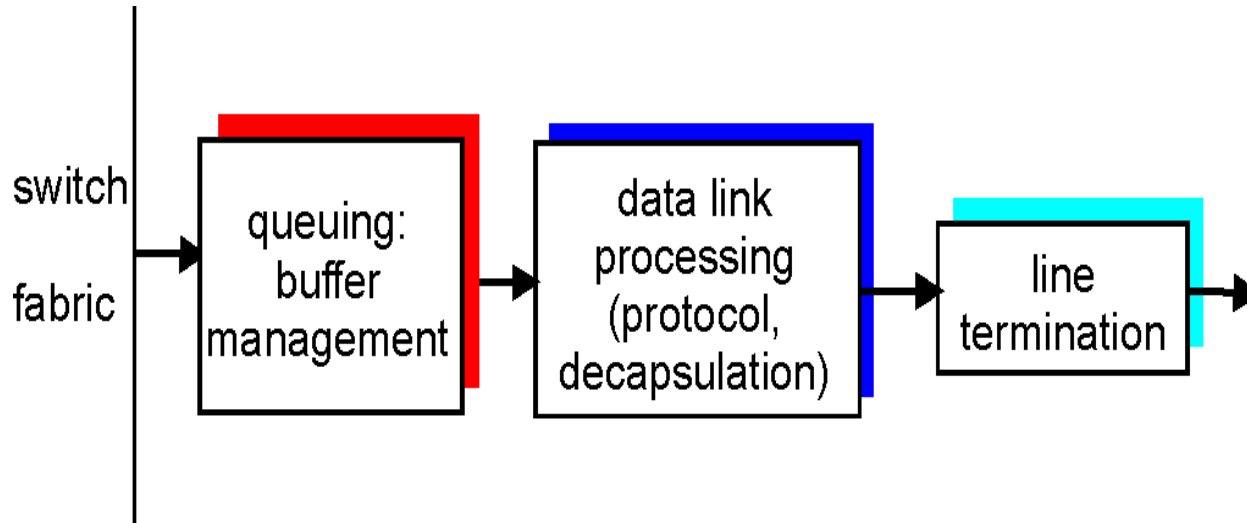 switch
fabric
queuing:
buffer
management
data link
processing
(protocol,
decapsulation)
line
termination